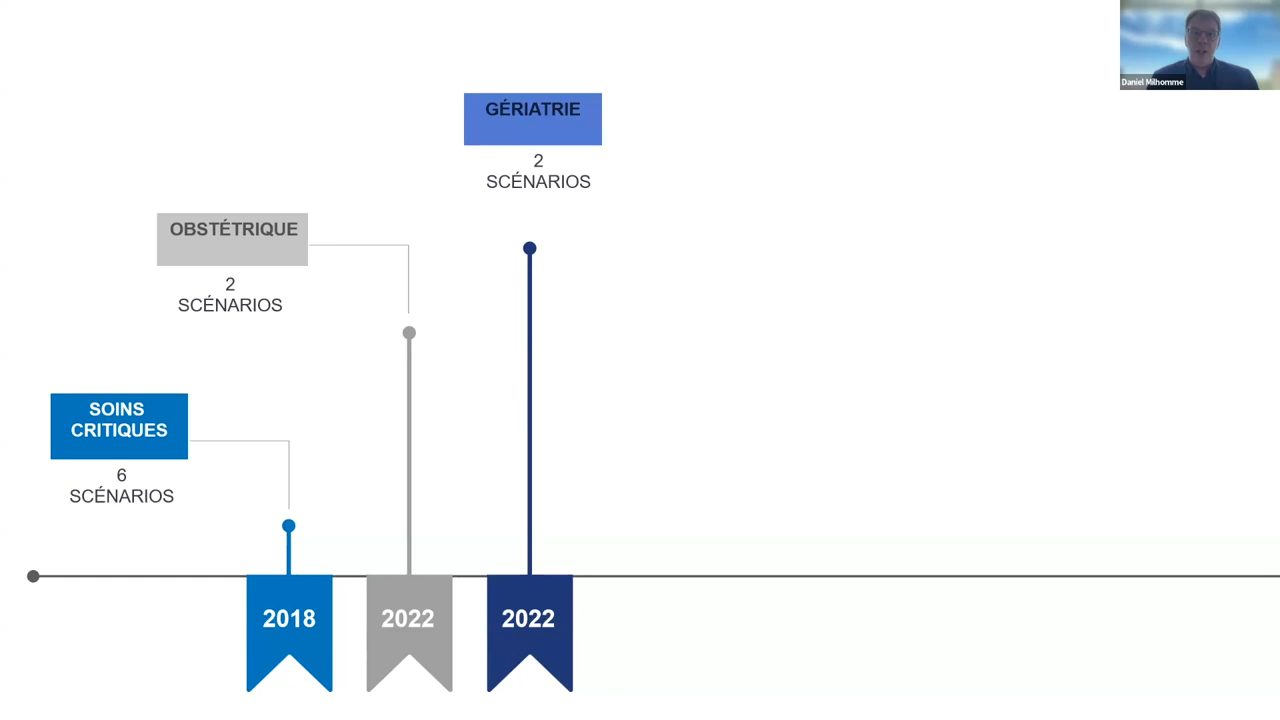 Daniel Milhomme
GÉRIATRIE
2
SCÉNARIOS
OBSTÉTRIQUE
2
SCÉNARIOS
SOINS
CRITIQUES
6
SCÉNARIOS
2018
2022
2022